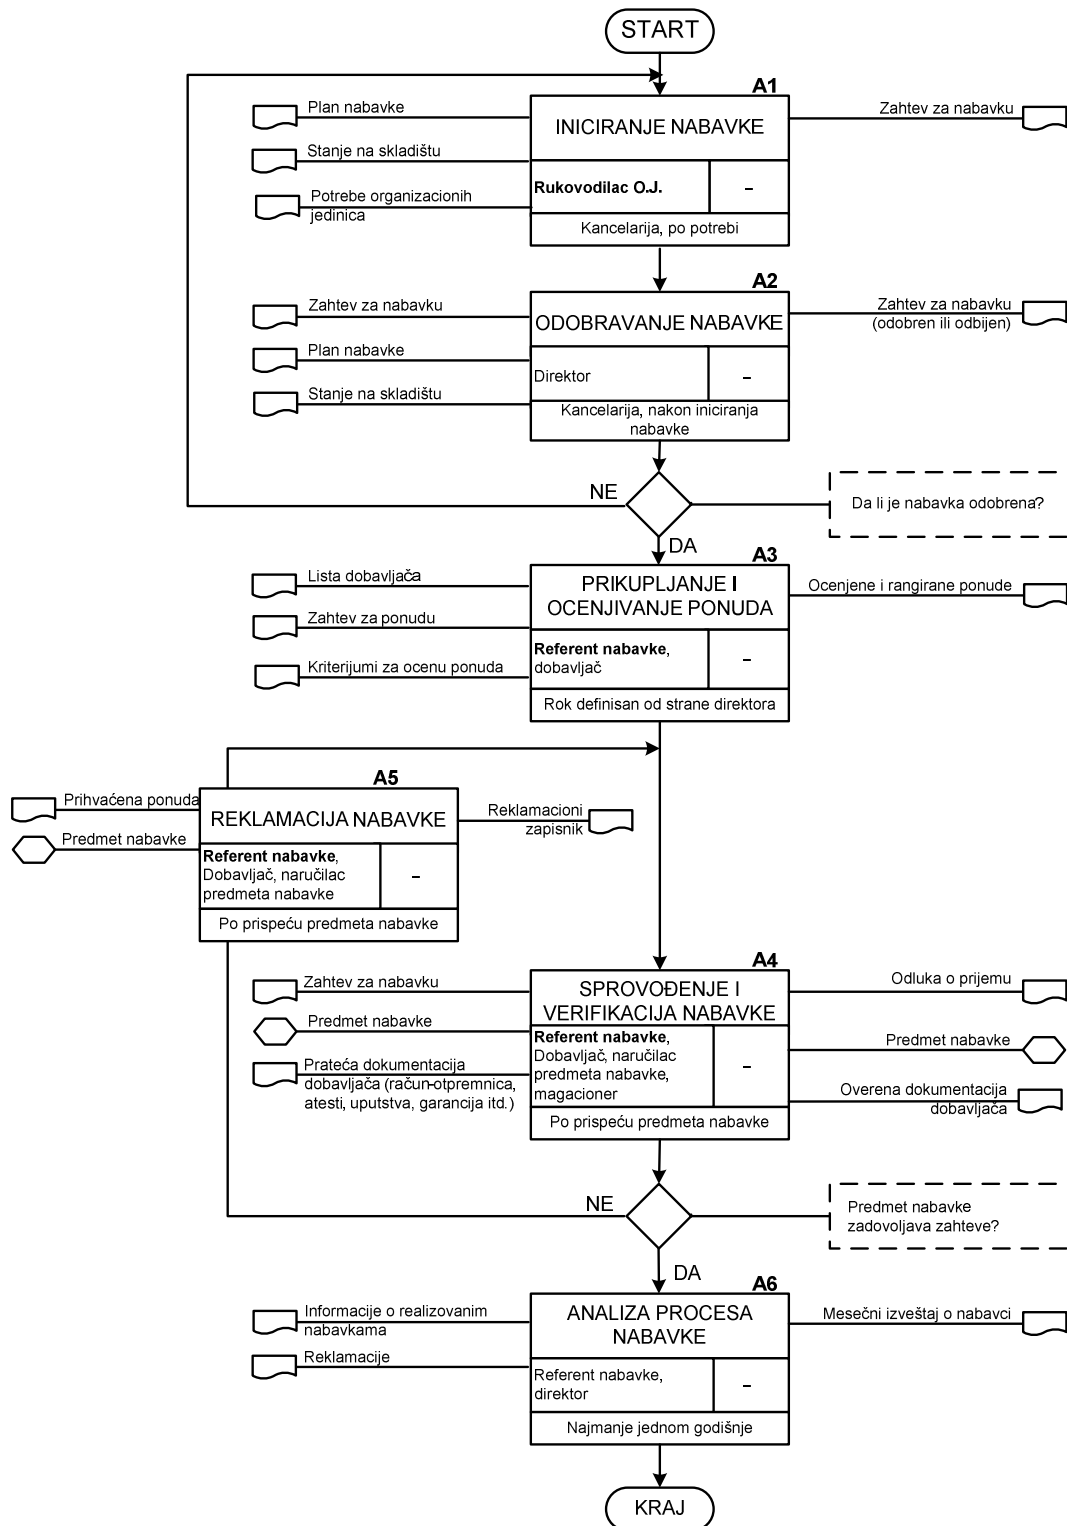 START
A1
Plan nabavke
INICIRANJE NABAVKE
Zahtev za nabavku
Stanje na skladištu
Rukovodilac O.J.
-
Potrebe organizacionih
jedinica
Kancelarija, po potrebi
A2
Zahtev za nabavku
ODOBRAVANJE NABAVKE
Zahtev za nabavku
(odobren ili odbijen)
Plan nabavke
Direktor
-
Stanje na skladištu
Kancelarija, nakon iniciranja
nabavke
NE
Da li je nabavka odobrena?
DA
A3
Lista dobavljača
PRIKUPLJANJE I
OCENJIVANJE PONUDA
Ocenjene i rangirane ponude
Zahtev za ponudu
Referent nabavke,
dobavljač
-
Kriterijumi za ocenu ponuda
Rok definisan od strane direktora
A5
Prihvaćena ponuda
REKLAMACIJA NABAVKE
Reklamacioni
zapisnik
Predmet nabavke
Referent nabavke,
Dobavljač, naručilac
predmeta nabavke
-
Po prispeću predmeta nabavke
A4
Zahtev za nabavku
SPROVOĐENJE I
VERIFIKACIJA NABAVKE
Odluka o prijemu
Predmet nabavke
Referent nabavke,
Dobavljač, naručilac
predmeta nabavke,
magacioner
-
Predmet nabavke
Prateća dokumentacija
dobavljača (račun-otpremnica,
atesti, uputstva, garancija itd.)
Overena dokumentacija
dobavljača
Po prispeću predmeta nabavke
NE
Predmet nabavke
zadovoljava zahteve?
DA
A6
Informacije o realizovanim
nabavkama
ANALIZA PROCESA
NABAVKE
Mesečni izveštaj o nabavci
Reklamacije
Referent nabavke,
direktor
-
Najmanje jednom godišnje
KRAJ